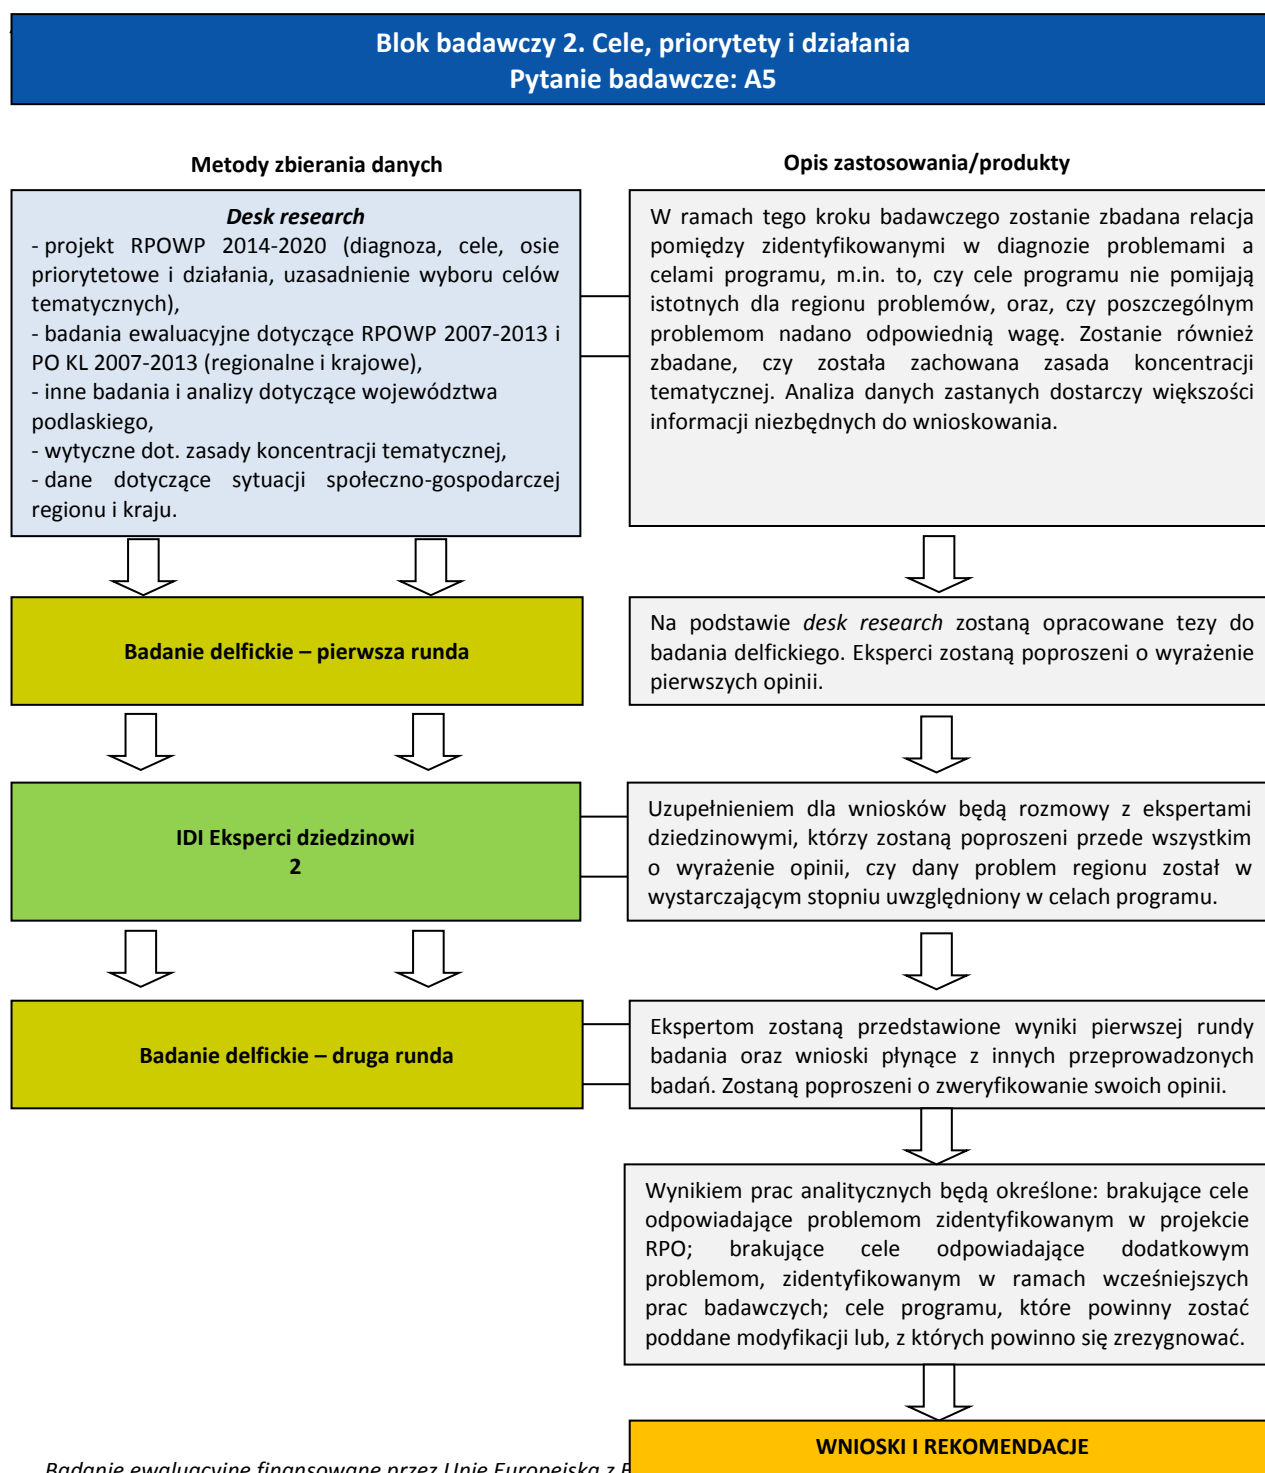 Blok badawczy 2. Cele, priorytety i działania
Pytanie badawcze: A5
Metody zbierania danych
Opis zastosowania/produkty
Desk research
- projekt RPOWP 2014-2020 (diagnoza, cele, osie
priorytetowe i działania, uzasadnienie wyboru celów
tematycznych),
- badania ewaluacyjne dotyczące RPOWP 2007-2013 i
PO KL 2007-2013 (regionalne i krajowe),
- inne badania i analizy dotyczące województwa
podlaskiego,
- wytyczne dot. zasady koncentracji tematycznej,
- dane dotyczące sytuacji społeczno-gospodarczej
regionu i kraju.
W ramach tego kroku badawczego zostanie zbadana relacja
pomiędzy zidentyfikowanymi w diagnozie problemami a
celami programu, m.in. to, czy cele programu nie pomijają
istotnych dla regionu problemów, oraz, czy poszczególnym
problemom nadano odpowiednią wagę. Zostanie również
zbadane, czy została zachowana zasada koncentracji
tematycznej. Analiza danych zastanych dostarczy większości
informacji niezbędnych do wnioskowania.
Badanie delfickie – pierwsza runda
Na podstawie desk research zostaną opracowane tezy do
badania delfickiego. Eksperci zostaną poproszeni o wyrażenie
pierwszych opinii.
IDI Eksperci dziedzinowi
2
Uzupełnieniem dla wniosków będą rozmowy z ekspertami
dziedzinowymi, którzy zostaną poproszeni przede wszystkim
o wyrażenie opinii, czy dany problem regionu został w
wystarczającym stopniu uwzględniony w celach programu.
Badanie delfickie – druga runda
Ekspertom zostaną przedstawione wyniki pierwszej rundy
badania oraz wnioski płynące z innych przeprowadzonych
badań. Zostaną poproszeni o zweryfikowanie swoich opinii.
Wynikiem prac analitycznych będą określone: brakujące cele
odpowiadające problemom zidentyfikowanym w projekcie
RPO; brakujące cele odpowiadające dodatkowym
problemom, zidentyfikowanym w ramach wcześniejszych
prac badawczych; cele programu, które powinny zostać
poddane modyfikacji lub, z których powinno się zrezygnować.
WNIOSKI I REKOMENDACJE
Badanie ewaluacyjne finansowane przez Unię Europejską z